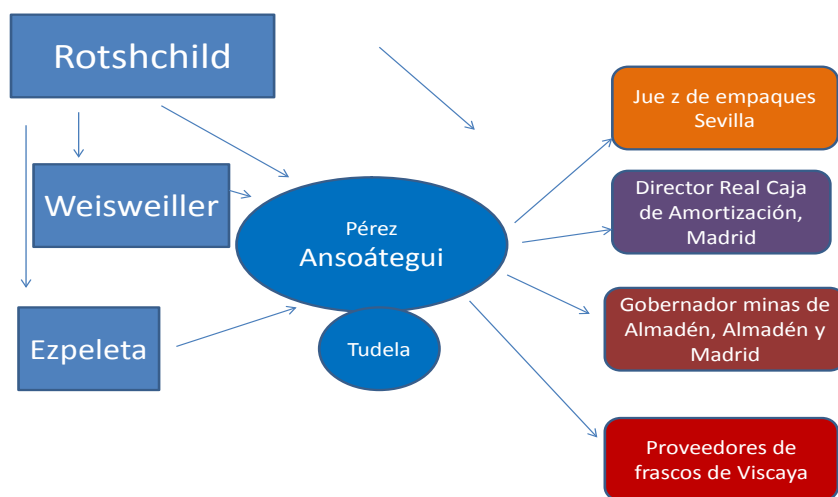 Rotshchild
Weisweiller
Ezpeleta
Pérez
Ansoátegui
Tudela
Jue z de empaques
Sevilla
Director Real Caja
de Amortización,
Madrid
Gobernador minas de
Almadén, Almadén y
Madrid
Proveedores de
frascos de Viscaya